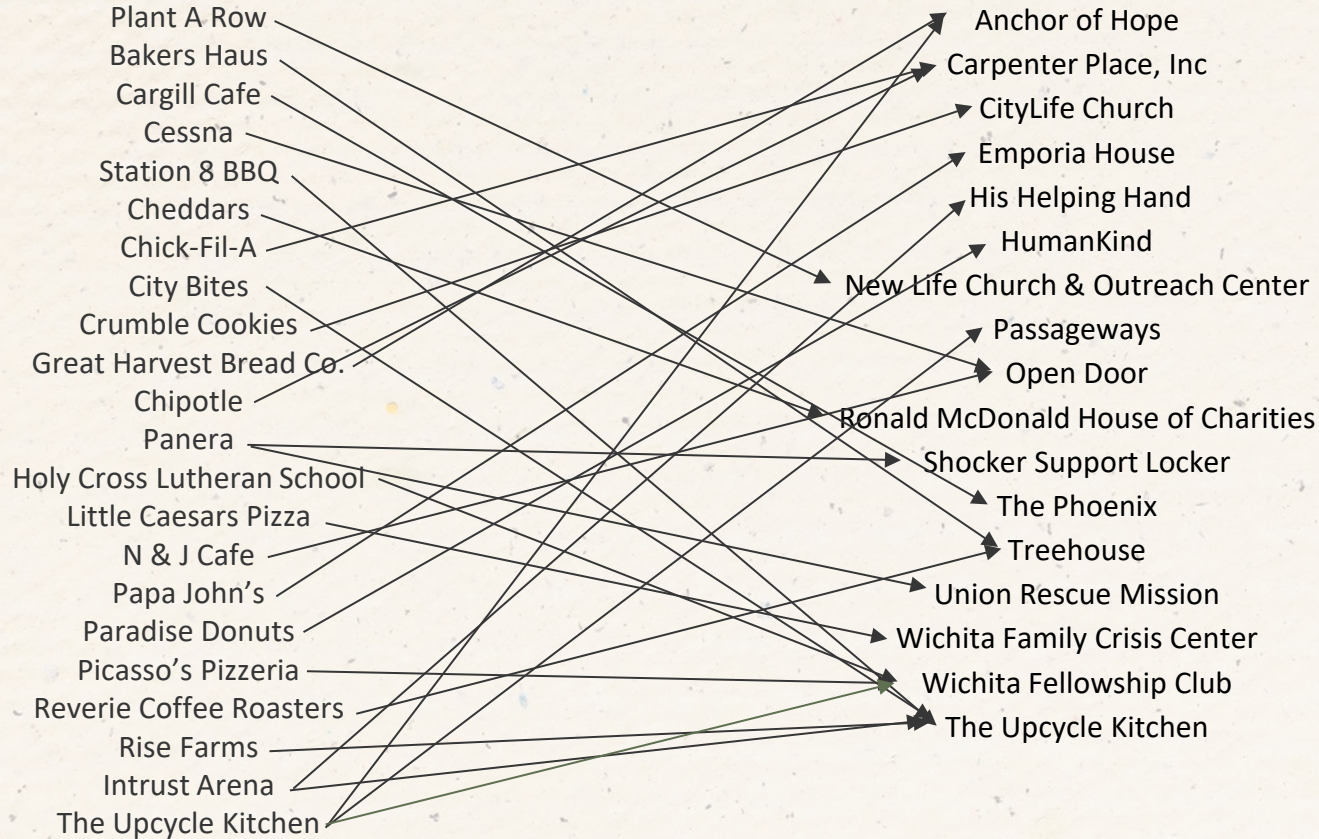 Plant A Row
Bakers Haus
Cargill Cafe
Cessna
Station 8 BBQ
Cheddars
Chick-Fil-A
City Bites
Crumble Cookies
Great Harvest Bread Co.
Chipotle
Panera
Holy Cross Lutheran School
Little Caesars Pizza
N & J Cafe
Papa John’s
Paradise Donuts
Picasso’s Pizzeria
Reverie Coffee Roasters
Rise Farms
Intrust Arena
The Upcycle Kitchen
Anchor of Hope
Carpenter Place, Inc
CityLife Church
Emporia House
His Helping Hand
HumanKind
New Life Church & Outreach Center
Passageways
Open Door
Ronald McDonald House of Charities
Shocker Support Locker
The Phoenix
Treehouse
Union Rescue Mission
Wichita Family Crisis Center
Wichita Fellowship Club
The Upcycle Kitchen